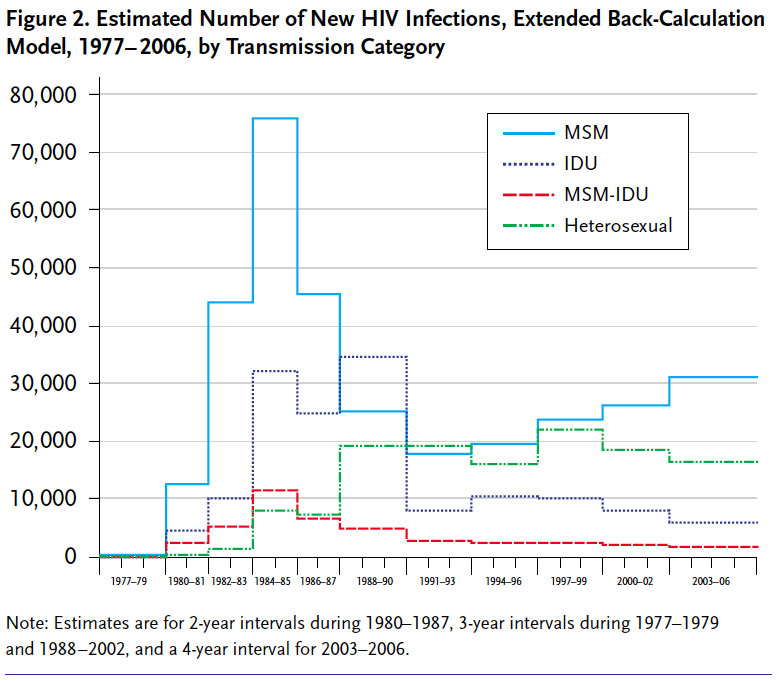 Figure 2. Estimated Number of New HIV Infections, Extended Back-Calculation
Model, 1977–2006, by Transmission Category
80,000
70,000
60,000
50,000
40,000
30,000
20,000
10,000
0
MSM
IDU
MSM-IDU
Heterosexual
1977–79 1980–81 1982–83 1984–85 1986–87 1988–90 1991–93 1994–96 1997–99 2000–02 2003–06
Note: Estimates are for 2-year intervals during 1980–1987, 3-year intervals during 1977–1979
and 1988–2002, and a 4-year interval for 2003–2006.